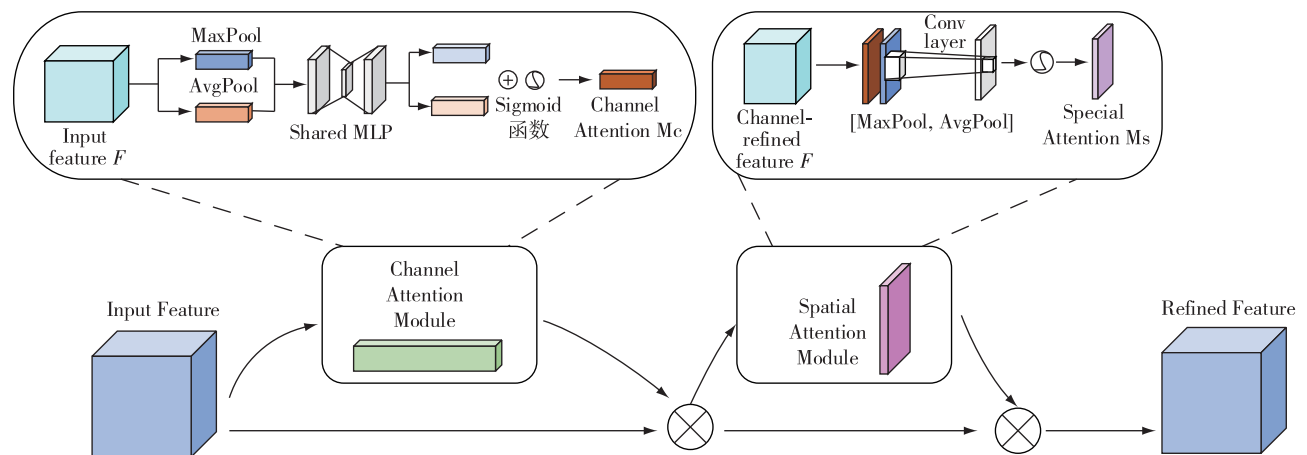 MaxPool
AvgPool
Input
feature F
Shared MLP
Sigmoid
函数
Channel
Attention Mc
Conv
layer
Channel-
refined
feature F
[MaxPool, AvgPool]
Special
Attention Ms
Channel
Attention
Module
Spatial
Attention
Module
Input Feature
Refined Feature